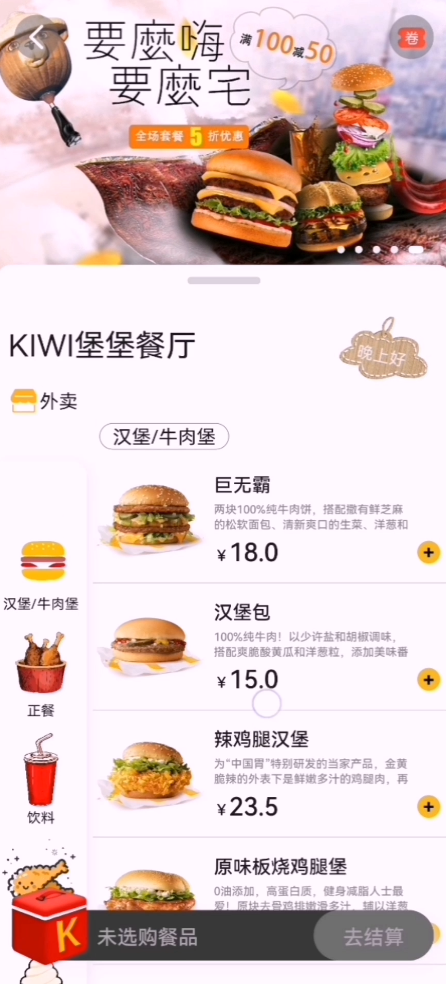 要麽嗨
满100减50
卷
要麽宅
全场套餐 5 折优惠
KIWI堡堡餐厅
晚上好
外卖
汉堡/牛肉堡
巨无霸
两块100%纯牛肉饼，搭配撒有鲜芝麻
的松软面包、清新爽口的生菜、洋葱和
¥18.0
汉堡/牛肉堡
汉堡包
100%纯牛肉！以少许盐和胡椒调味，
搭配爽脆酸黄瓜和洋葱粒，添加美味番
¥15.0
正餐
辣鸡腿汉堡
为“中国胃”特别研发的当家产品，金黄
脆辣的外表下是鲜嫩多汁的鸡腿肉，再
¥23.5
饮料
原味板烧鸡腿堡
0油添加，高蛋白质，健身减脂人士最
爱！原块去骨鸡排嫩滑多汁，辅以洋葱
K
未选购餐品
去结算